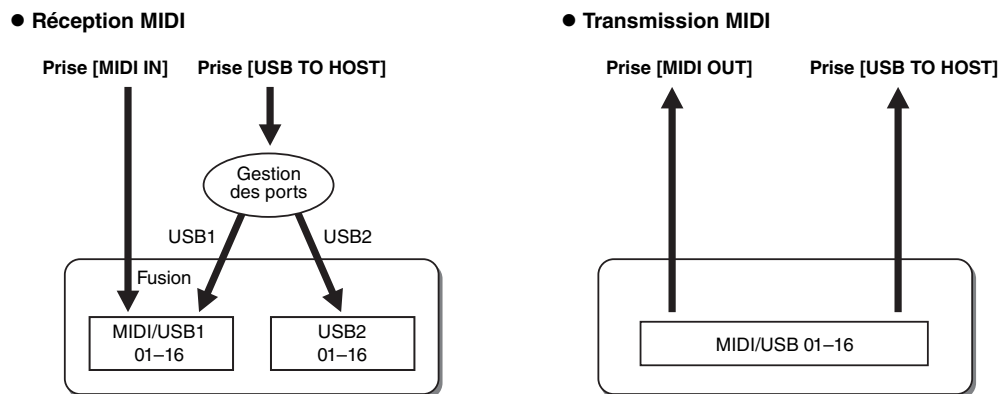 ● Réception MIDI
Prise [MIDI IN] Prise [USB TO HOST]
Gestion
des ports
USB1 USB2
Fusion
MIDI/USB1
01–16
USB2
01–16
● Transmission MIDI
Prise [MIDI OUT] Prise [USB TO HOST]
MIDI/USB 01–16